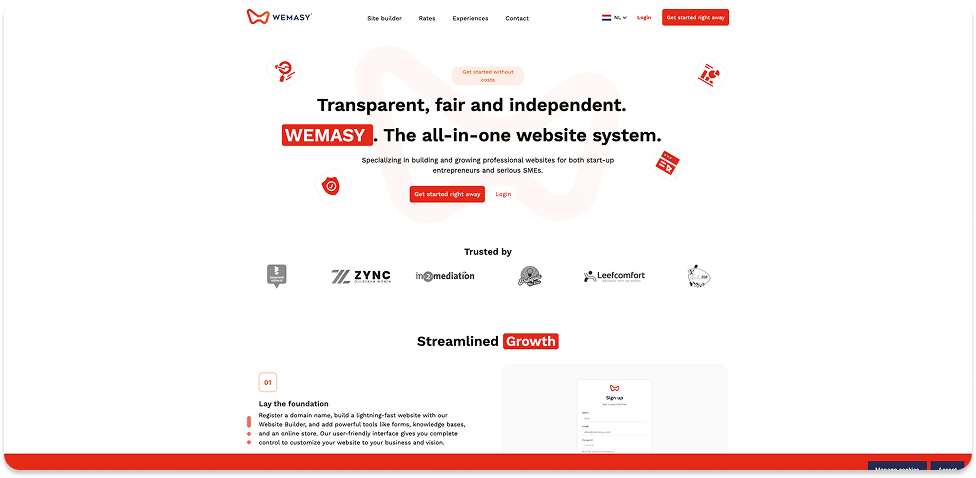 WEMASY
Site builder Rates Experiences Contact
NL Login Get started right away
Get started without
costs
Transparent, fair and independent.
WEMASY . The all-in-one website system.
Specializing in building and growing professional websites for both start-up
entrepreneurs and serious SMEs.
Get started right away Login
Trusted by
ZYNC
in2mediation
Leefcomfort
Streamlined Growth
01
Lay the foundation
Register a domain name, build a lightning-fast website with our
Website Builder, and add powerful tools like forms, knowledge bases,
and an online store. Our user-friendly interface gives you complete
control to customize your website to your business and vision.
Sign up
Manage cookies Accept